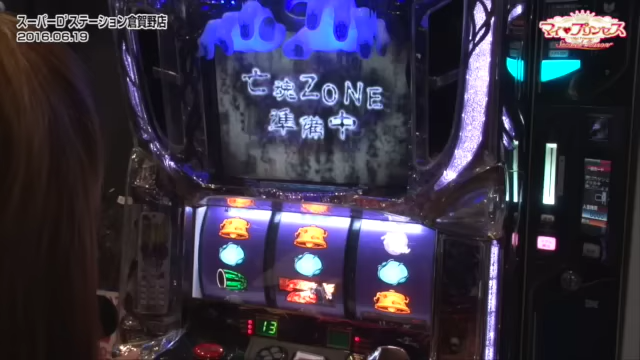 スーパーD'ステーション倉賀野店
2016.06.19
マイ♥プリンセス
亡魂ZONE
準備中
13